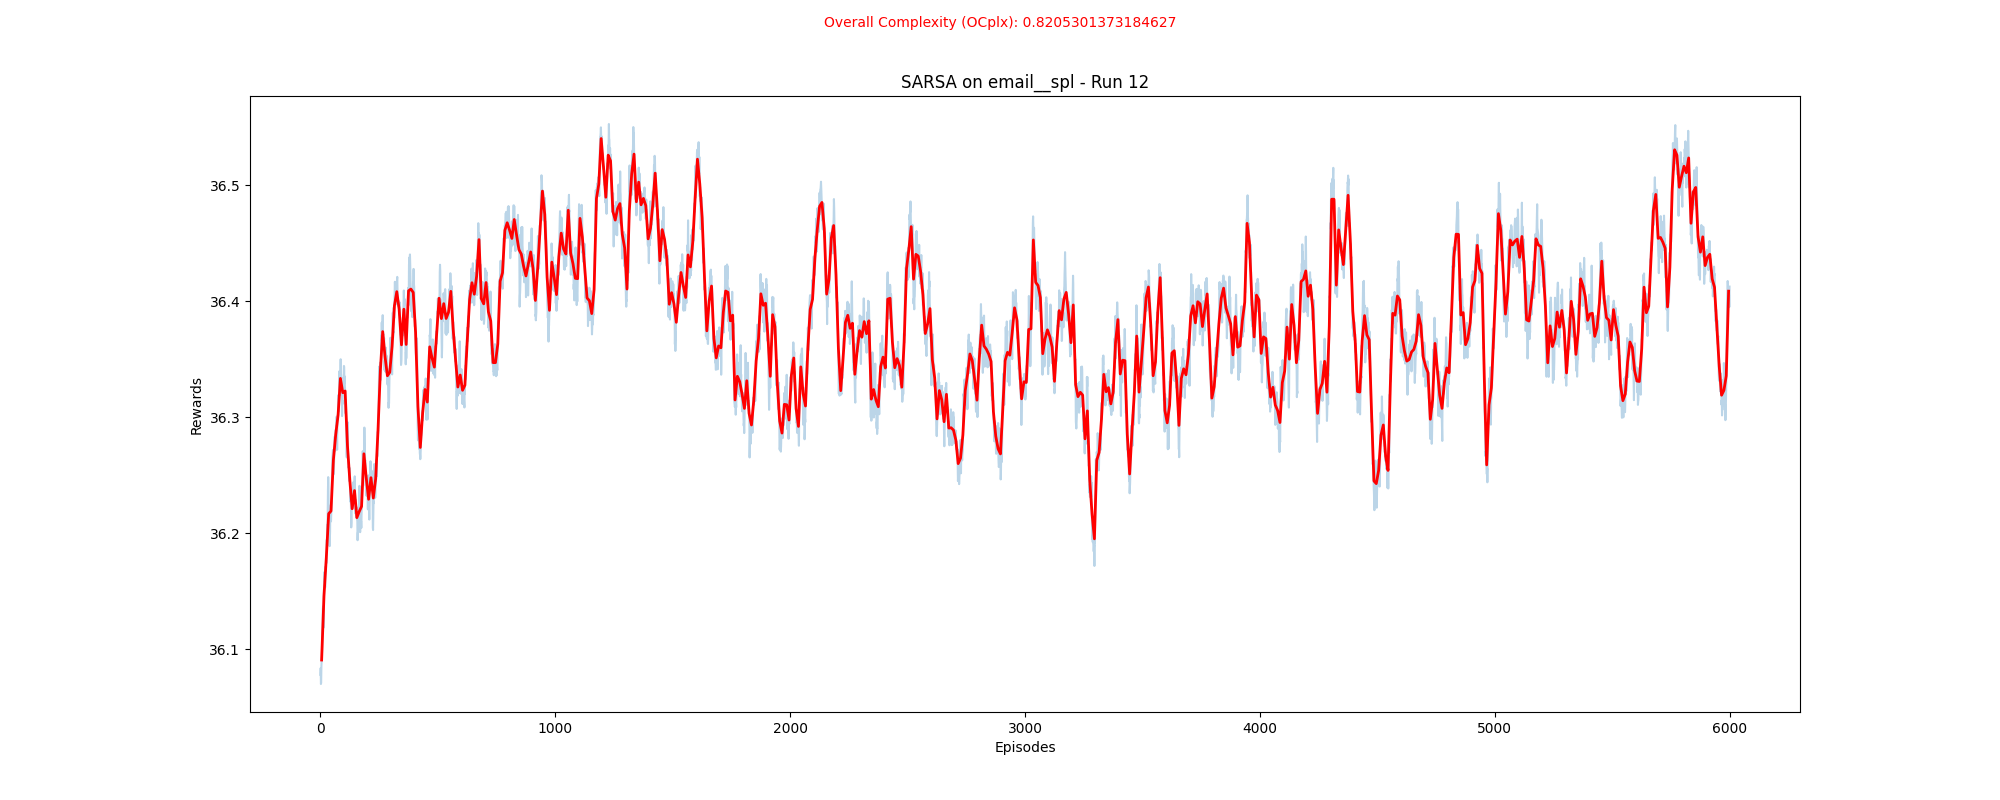 Overall Complexity (OCplx): 0.8205301373184627
SARSA on email__spl - Run 12
36.5
36.4
36.3
36.2
36.1
Rewards
0 1000 2000 3000 4000 5000 6000
Episodes